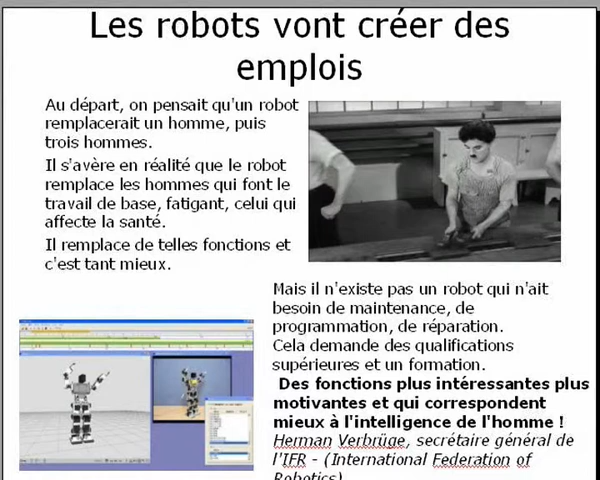 Les robots vont créer des
emplois
Au départ, on pensait qu'un robot
remplacerait un homme, puis
trois hommes.
Il s'avère en réalité que le robot
remplace les hommes qui font le
travail de base, fatigant, celui qui
affecte la santé.
Il remplace de telles fonctions et
c'est tant mieux.
Mais il n'existe pas un robot qui n'ait
besoin de maintenance, de
programmation, de réparation.
Cela demande des qualifications
supérieures et un formation.
Des fonctions plus intéressantes plus
motivantes et qui correspondent
mieux à l'intelligence de l'homme !
Herman Verbrüge, secrétaire général de
l'IFR - (International Federation of
Robotics)